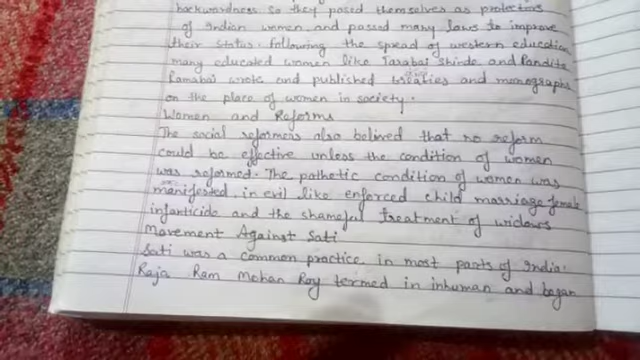 backwardness so they posed themselves as protectors
of Indian women and passed many laws to improve
their status. Following the spread of western education
many educated women like Tarabai Shinde and Pandita
Ramabai wrote and published treaties and monographs
on the place of women in society.
Women and Reforms
The social reformers also belived that no reform
could be effective unless the condition of women
was reformed. The pathetic condition of women was
manifested in evil like enforced child marriage female
infanticide and the shameful treatment of widows
Movement Against Sati
Sati was a common practice in most parts of India.
Raja Ram Mohan Roy termed in inhuman and began